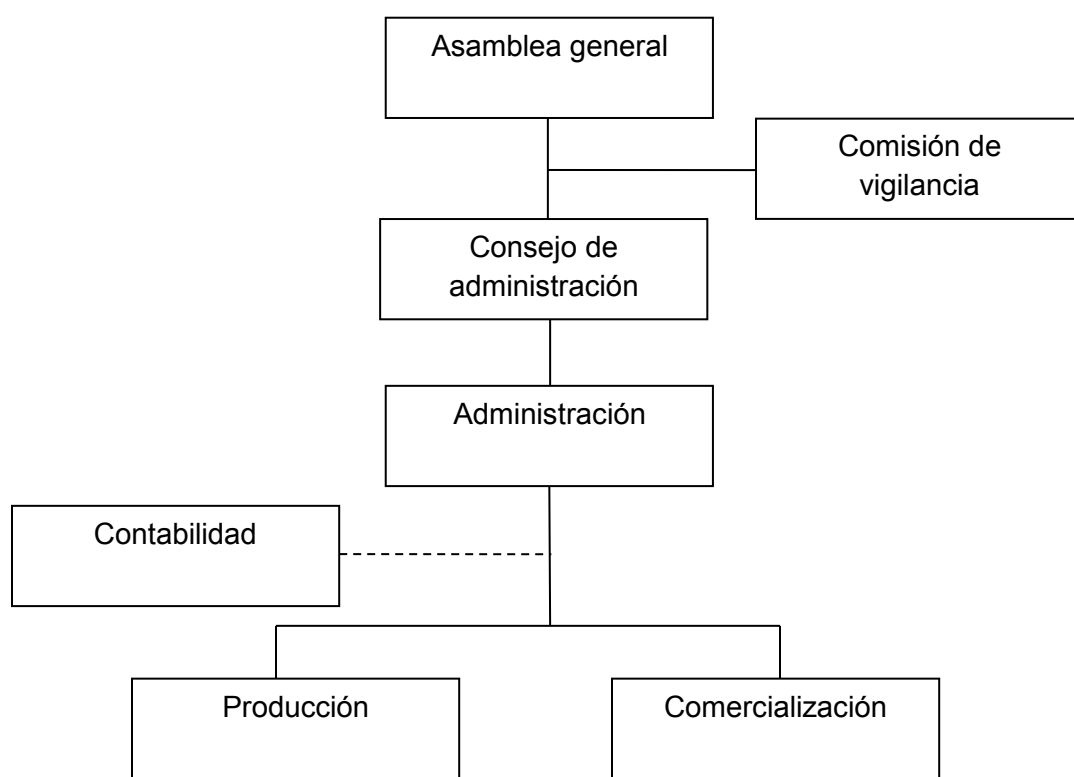 Asamblea general
Comisión de
vigilancia
Consejo de
administración
Administración
Contabilidad
Producción
Comercialización